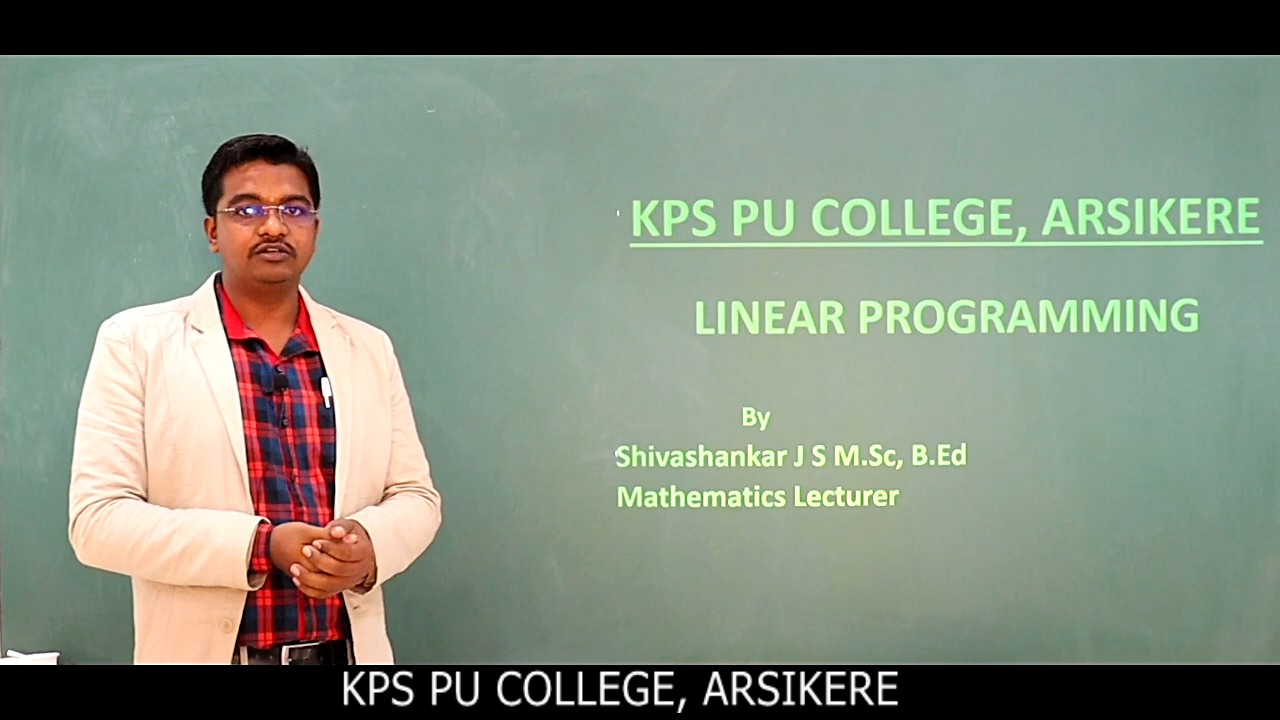 KPS PU COLLEGE, ARSIKERE
LINEAR PROGRAMMING
By
Shivashankar J S M.Sc, B.Ed
Mathematics Lecturer
KPS PU COLLEGE, ARSIKERE